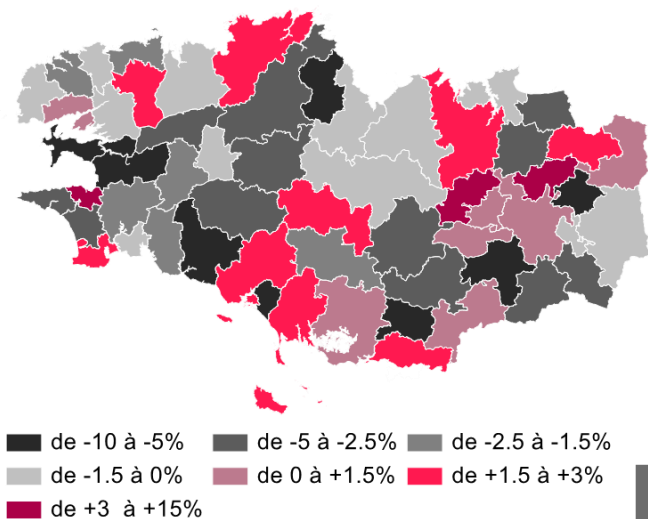 de -10 à -5% de -5 à -2.5% de -2.5 à -1.5%
de -1.5 à 0% de 0 à +1.5% de +1.5 à +3%
de +3 à +15%